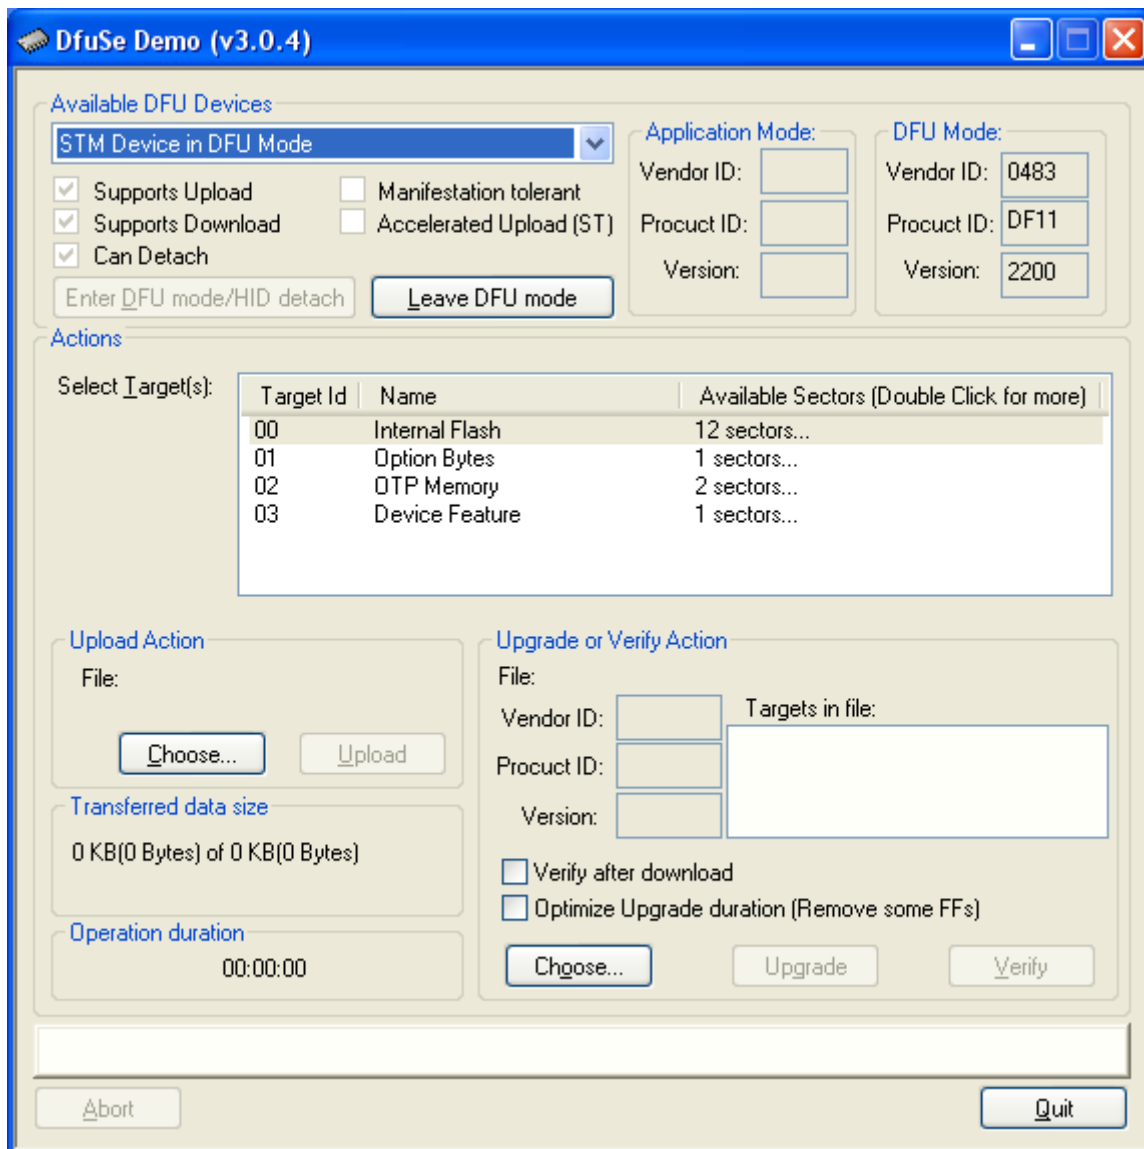 DfuSe Demo (v3.0.4)
Available DFU Devices
STM Device in DFU Mode
Supports Upload
Manifestation tolerant
Supports Download
Accelerated Upload (ST)
Can Detach
Enter DFU mode/HID detach
Leave DFU mode
Application Mode:
Vendor ID:
Procuct ID:
Version:
DFU Mode:
Vendor ID: 0483
Procuct ID: DF11
Version: 2200
Actions
Select Target(s):
Target Id Name Available Sectors (Double Click for more)
00 Internal Flash 12 sectors...
01 Option Bytes 1 sectors...
02 OTP Memory 2 sectors...
03 Device Feature 1 sectors...
Upload Action
File:
Choose...
Upload
Transferred data size
0 KB(0 Bytes) of 0 KB(0 Bytes)
Operation duration
00:00:00
Upgrade or Verify Action
File:
Vendor ID:
Procuct ID:
Version:
Targets in file:
Verify after download
Optimize Upgrade duration (Remove some FFs)
Choose...
Upgrade
Verify
Abort
Quit